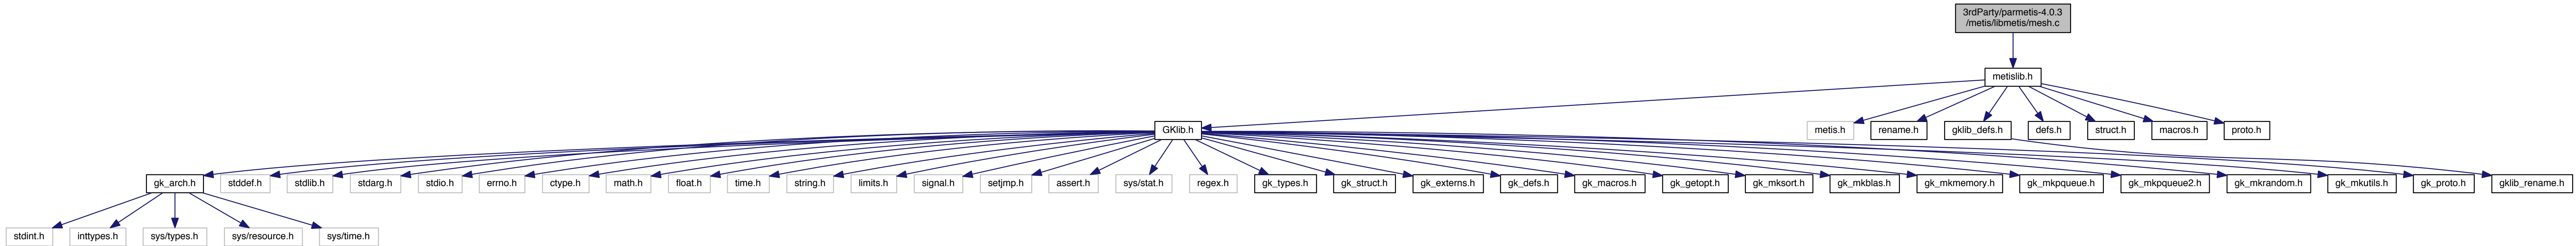 3rdParty/parmetis-4.0.3
/metis/libmetis/mesh.c
metislib.h
GKlib.h
metis.h
rename.h
gklib_defs.h
defs.h
struct.h
macros.h
proto.h
gk_arch.h
stddef.h
stdlib.h
stdarg.h
stdio.h
errno.h
ctype.h
math.h
float.h
time.h
string.h
limits.h
signal.h
setjmp.h
assert.h
sys/stat.h
regex.h
gk_types.h
gk_struct.h
gk_externs.h
gk_defs.h
gk_macros.h
gk_getopt.h
gk_mksort.h
gk_mkblas.h
gk_mkmemory.h
gk_mkpqueue.h
gk_mkpqueue2.h
gk_mkrandom.h
gk_mkutils.h
gk_proto.h
gklib_rename.h
stdint.h
inttypes.h
sys/types.h
sys/resource.h
sys/time.h